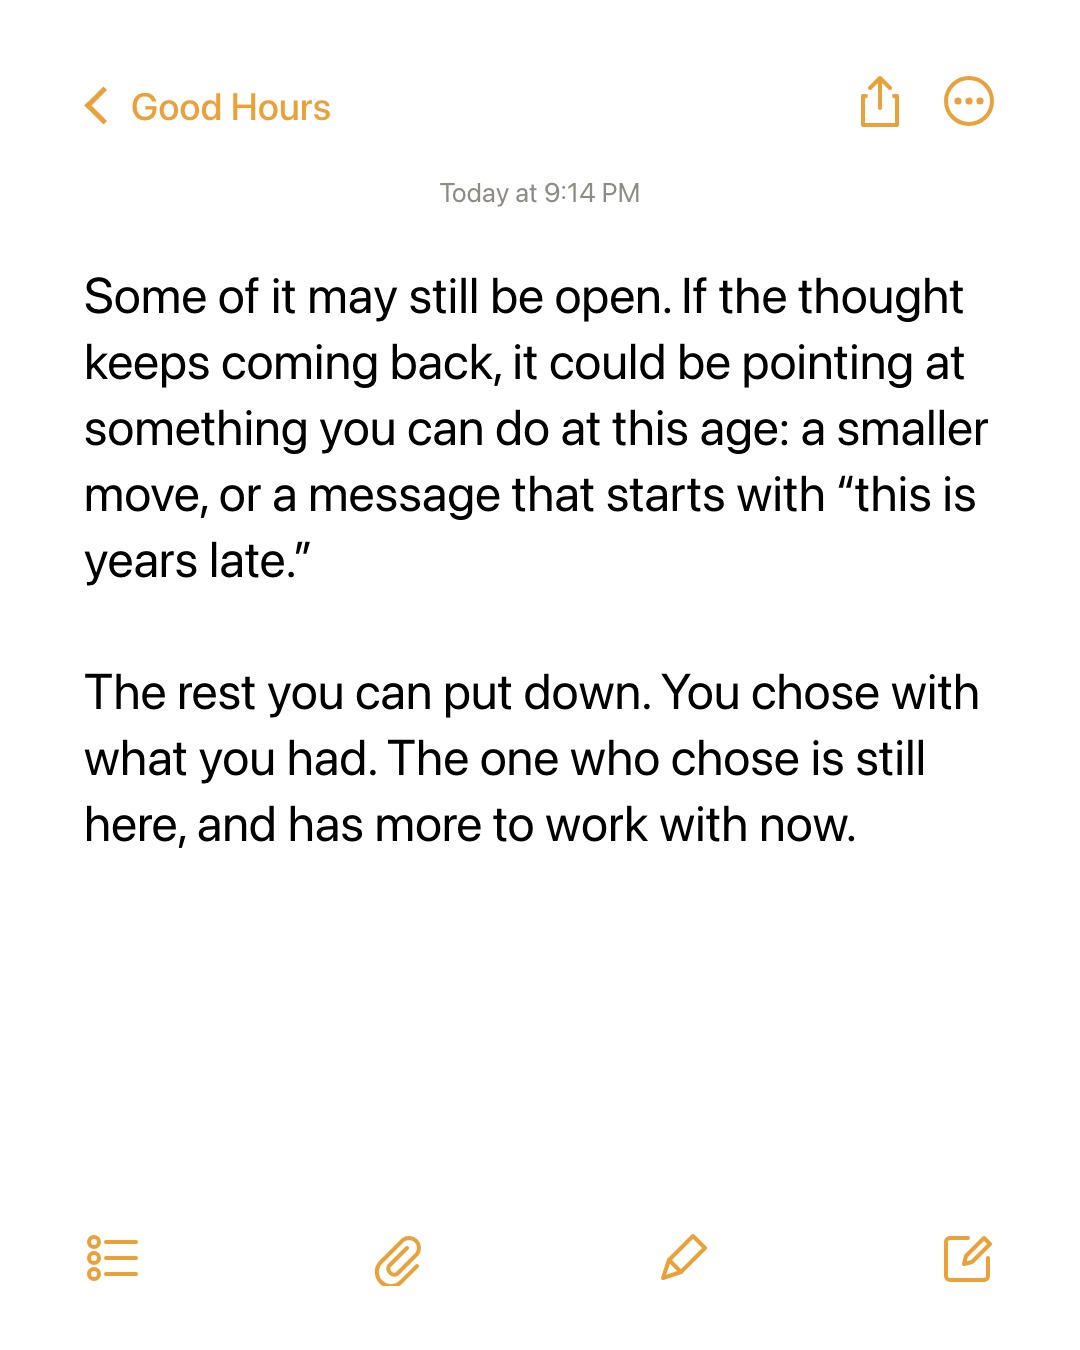 Good Hours
Today at 9:14 PM
Some of it may still be open. If the thought
keeps coming back, it could be pointing at
something you can do at this age: a smaller
move, or a message that starts with “this is
years late.”
The rest you can put down. You chose with
what you had. The one who chose is still
here, and has more to work with now.